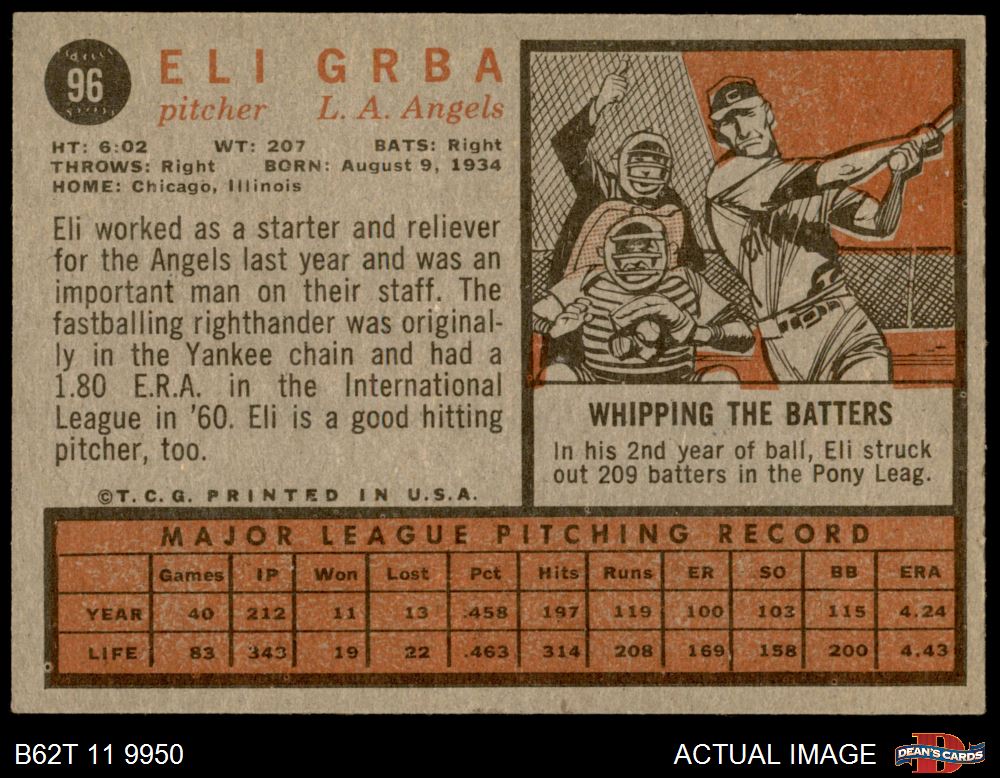 96
ELI GRBA
pitcher L. A. Angels
HT: 6:02 WT: 207 BATS: Right
THROWS: Right BORN: August 9, 1934
HOME: Chicago, Illinois
Eli worked as a starter and reliever
for the Angels last year and was an
important man on their staff. The
fastballing righthander was original-
ly in the Yankee chain and had a
1.80 E.R.A. in the International
League in '60. Eli is a good hitting
pitcher, too.
©T. C. G. PRINTED IN U.S.A.
C
WHIPPING THE BATTERS
In his 2nd year of ball, Eli struck
out 209 batters in the Pony Leag.
MAJOR LEAGUE PITCHING RECORD
Games IP Won Lost Pct Hits Runs ER SO BB ERA
YEAR 40 212 11 13 .458 197 119 100 103 115 4.24
LIFE 83 343 19 22 .463 314 208 169 158 200 4.43
B62T 11 9950
ACTUAL IMAGE
DEAN'S CARDS